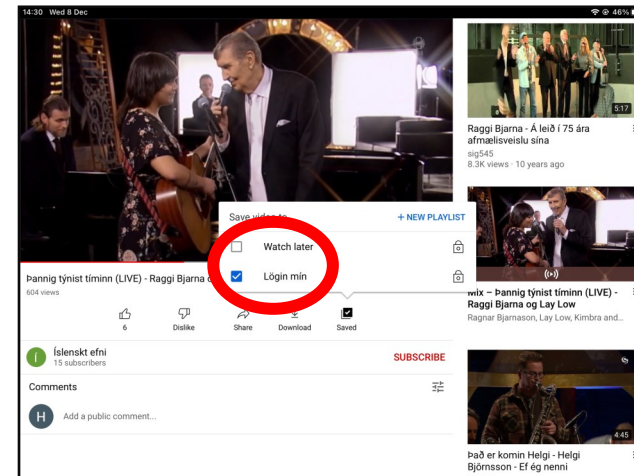 14:30 Wed 8 Dec
46%
Save video to
+ NEW PLAYLIST
Watch later
Lögin mín
Þannig týnist tíminn (LIVE) - Raggi Bjarna
604 views
6
Dislike
Share
Download
Saved
Íslenskt efni
15 subscribers
SUBSCRIBE
Comments
H
Add a public comment...
5:17
Raggi Bjarna - Á leið í 75 ára
afmælisveislu sína
sig545
8.3K views · 10 years ago
Mix – Þannig týnist tíminn (LIVE) -
Raggi Bjarna og Lay Low
Ragnar Bjarnason, Lay Low, Kimbra and...
4:45
Það er komin Helgi - Helgi
Björnsson - Ef ég nenni